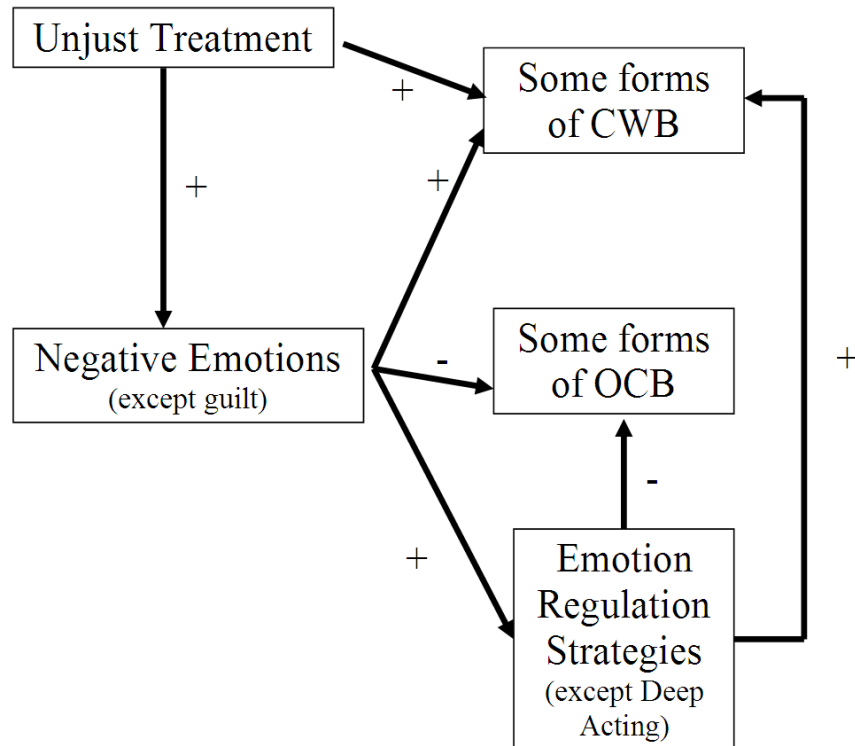 Unjust Treatment
+
Some forms
of CWB
+
+
Negative Emotions
(except guilt)
-
Some forms
of OCB
+
-
+
Emotion
Regulation
Strategies
(except Deep
Acting)